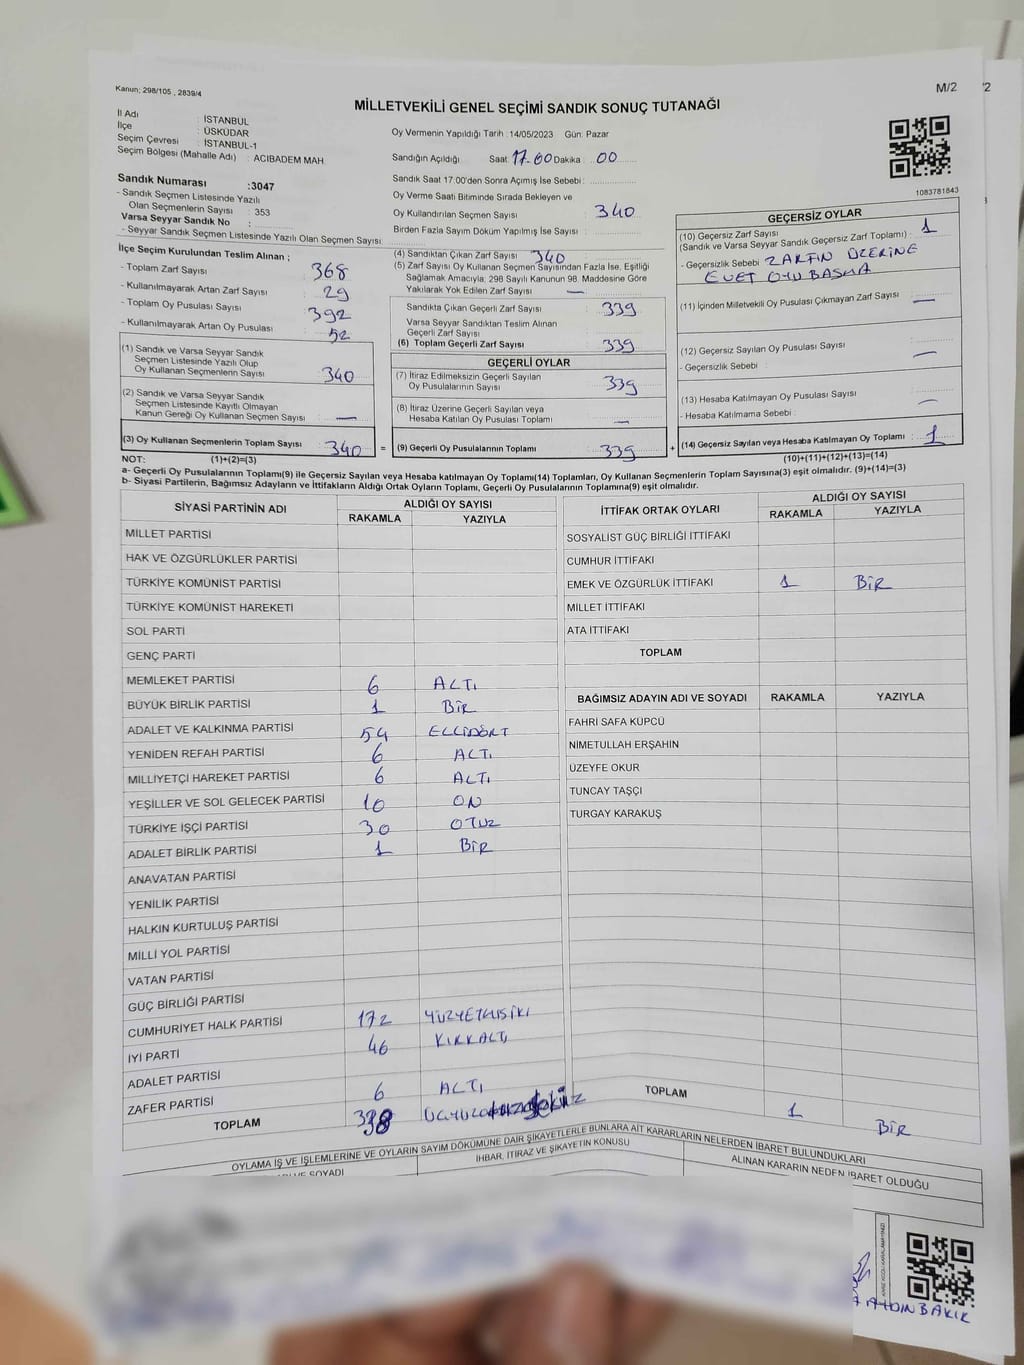 Kanun; 298/105 , 2839/4
M/2
MİLLETVEKİLİ GENEL SEÇİMİ SANDIK SONUÇ TUTANAĞI
İl Adı : İSTANBUL
İlçe : ÜSKÜDAR
Seçim Çevresi : İSTANBUL-1
Seçim Bölgesi (Mahalle Adı) : ACIBADEM MAH.
Sandık Numarası :3047
- Sandık Seçmen Listesinde Yazılı
Olan Seçmenlerin Sayısı : 353
Varsa Seyyar Sandık No :
- Seyyar Sandık Seçmen Listesinde Yazılı Olan Seçmen Sayısı:
İlçe Seçim Kurulundan Teslim Alınan ;
- Toplam Zarf Sayısı : 368
- Kullanılmayarak Artan Zarf Sayısı : 29
- Toplam Oy Pusulası Sayısı : 392
- Kullanılmayarak Artan Oy Pusulası : 52
(1) Sandık ve Varsa Seyyar Sandık
Seçmen Listesinde Yazılı Olup
Oy Kullanan Seçmenlerin Sayısı : 340
(2) Sandık ve Varsa Seyyar Sandık
Seçmen Listesinde Kayıtlı Olmayan
Kanun Gereği Oy Kullanan Seçmen Sayısı : —
(3) Oy Kullanan Seçmenlerin Toplam Sayısı : 340 =
Oy Vermenin Yapıldığı Tarih : 14/05/2023 Gün: Pazar
Sandığın Açıldığı Saat : 17.00 Dakika : 00
Sandık Saat 17:00'den Sonra Açımış İse Sebebi :
Oy Verme Saati Bitiminde Sırada Bekleyen ve
Oy Kullandırılan Seçmen Sayısı : 340
Birden Fazla Sayım Döküm Yapılmış İse Sayısı :
(4) Sandıktan Çıkan Zarf Sayısı : 340
(5) Zarf Sayısı Oy Kullanan Seçmen Sayısından Fazla İse, Eşitliği
Sağlamak Amacıyla; 298 Sayılı Kanunun 98. Maddesine Göre
Yakılarak Yok Edilen Zarf Sayısı : —
Sandıkta Çıkan Geçerli Zarf Sayısı : 339
Varsa Seyyar Sandıktan Teslim Alınan
Geçerli Zarf Sayısı :
(6) Toplam Geçerli Zarf Sayısı : 339
GEÇERLİ OYLAR
(7) İtiraz Edilmeksizin Geçerli Sayılan
Oy Pusulalarının Sayısı : 339
(8) İtiraz Üzerine Geçerli Sayılan veya
Hesaba Katılan Oy Pusulası Toplamı : —
(9) Geçerli Oy Pusulalarının Toplamı : 339 +
1083781843
GEÇERSİZ OYLAR
(10) Geçersiz Zarf Sayısı
(Sandık ve Varsa Seyyar Sandık Geçersiz Zarf Toplamı) : 1
- Geçersizlik Sebebi : ZARFIN ÜZERİNE
EVET OYU BASMA
(11) İçinden Milletvekili Oy Pusulası Çıkmayan Zarf Sayısı : —
(12) Geçersiz Sayılan Oy Pusulası Sayısı : —
- Geçersizlik Sebebi :
(13) Hesaba Katılmayan Oy Pusulası Sayısı : —
- Hesaba Katılmama Sebebi :
(14) Geçersiz Sayılan veya Hesaba Katılmayan Oy Toplamı : 1
NOT: (1)+(2)=(3) (10)+(11)+(12)+(13)=(14)
a- Geçerli Oy Pusulalarının Toplamı(9) ile Geçersiz Sayılan veya Hesaba katılmayan Oy Toplamı(14) Toplamları, Oy Kullanan Seçmenlerin Toplam Sayısına(3) eşit olmalıdır. (9)+(14)=(3)
b- Siyasi Partilerin, Bağımsız Adayların ve İttifakların Aldığı Ortak Oyların Toplamı, Geçerli Oy Pusulalarının Toplamına(9) eşit olmalıdır.
SİYASİ PARTİNİN ADI ALDIĞI OY SAYISI
RAKAMLA YAZIYLA
MİLLET PARTİSİ
HAK VE ÖZGÜRLÜKLER PARTİSİ
TÜRKİYE KOMÜNİST PARTİSİ
TÜRKİYE KOMÜNİST HAREKETİ
SOL PARTİ
GENÇ PARTİ
MEMLEKET PARTİSİ 6 ALTI
BÜYÜK BİRLİK PARTİSİ 1 BİR
ADALET VE KALKINMA PARTİSİ 54 ELLİDÖRT
YENİDEN REFAH PARTİSİ 6 ALTI
MİLLİYETÇİ HAREKET PARTİSİ 6 ALTI
YEŞİLLER VE SOL GELECEK PARTİSİ 10 ON
TÜRKİYE İŞÇİ PARTİSİ 30 OTUZ
ADALET BİRLİK PARTİSİ 1 BİR
ANAVATAN PARTİSİ
YENİLİK PARTİSİ
HALKIN KURTULUŞ PARTİSİ
MİLLİ YOL PARTİSİ
VATAN PARTİSİ
GÜÇ BİRLİĞİ PARTİSİ
CUMHURİYET HALK PARTİSİ 172 YÜZYETMİŞİKİ
İYİ PARTİ 46 KIRKALTI
ADALET PARTİSİ
ZAFER PARTİSİ 6 ALTI
TOPLAM 338
İTTİFAK ORTAK OYLARI ALDIĞI OY SAYISI
RAKAMLA YAZIYLA
SOSYALİST GÜÇ BİRLİĞİ İTTİFAKI
CUMHUR İTTİFAKI
EMEK VE ÖZGÜRLÜK İTTİFAKI 1 BİR
MİLLET İTTİFAKI
ATA İTTİFAKI
TOPLAM
BAĞIMSIZ ADAYIN ADI VE SOYADI RAKAMLA YAZIYLA
FAHRİ SAFA KÜPCÜ
NİMETULLAH ERŞAHİN
ÜZEYFE OKUR
TUNCAY TAŞÇI
TURGAY KARAKUŞ
TOPLAM 1 BİR
OYLAMA İŞ VE İŞLEMLERİNE VE OYLARIN SAYIM DÖKÜMÜNE DAİR ŞİKAYETLERLE BUNLARA AİT KARARLARIN NELERDEN İBARET BULUNDUKLARI
VE SOYADI
İHBAR, İTİRAZ VE ŞİKAYETİN KONUSU
ALINAN KARARIN NEDEN İBARET OLDUĞU
AYDIN BAKIK